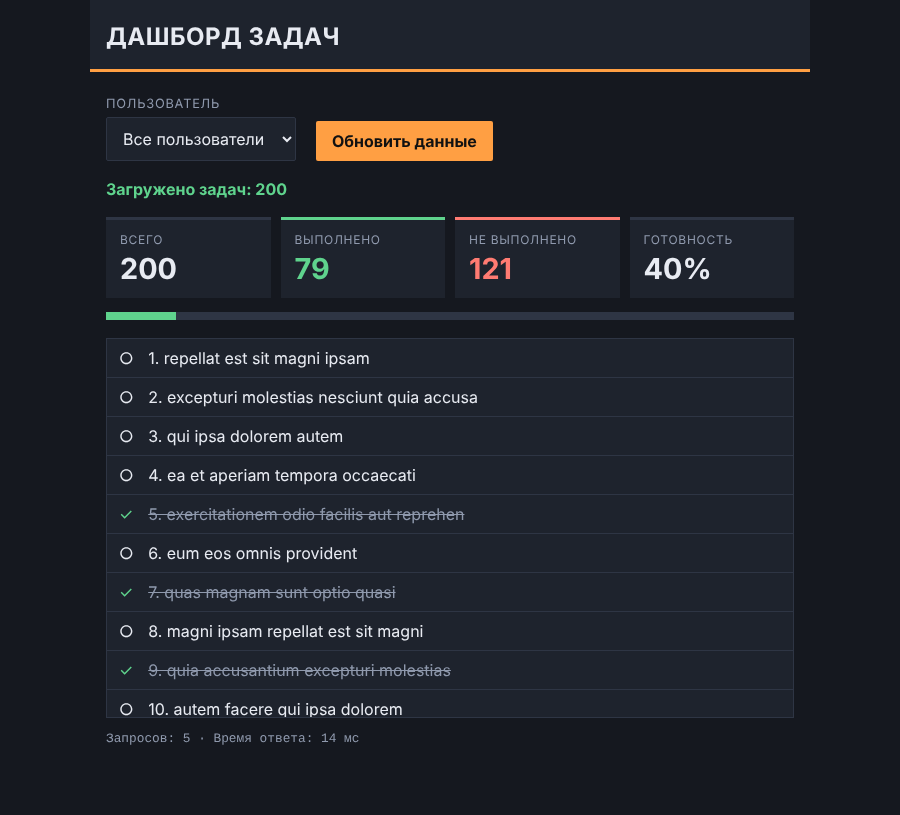 ДАШБОРД ЗАДАЧ
ПОЛЬЗОВАТЕЛЬ
Все пользователи
Обновить данные
Загружено задач: 200
ВСЕГО
200
ВЫПОЛНЕНО
79
НЕ ВЫПОЛНЕНО
121
ГОТОВНОСТЬ
40%
1. repellat est sit magni ipsam
2. excepturi molestias nesciunt quia accusa
3. qui ipsa dolorem autem
4. ea et aperiam tempora occaecati
5. exercitationem odio facilis aut reprehen
6. eum eos omnis provident
7. quas magnam sunt optio quasi
8. magni ipsam repellat est sit magni
9. quia accusantium excepturi molestias
10. autem facere qui ipsa dolorem
Запросов: 5 · Время ответа: 14 мс